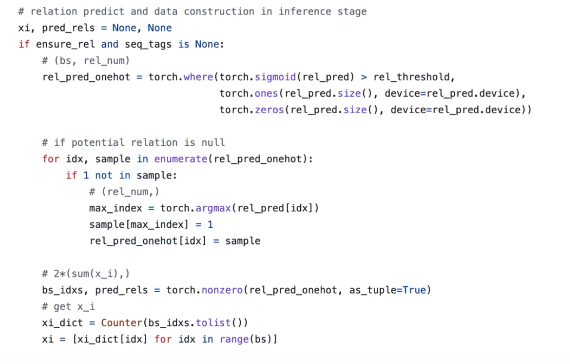 # relation predict and data construction in inference stage
xi, pred_rels = None, None
if ensure_rel and seq_tags is None:
    # (bs, rel_num)
    rel_pred_onehot = torch.where(torch.sigmoid(rel_pred) > rel_threshold,
                                  torch.ones(rel_pred.size(), device=rel_pred.device),
                                  torch.zeros(rel_pred.size(), device=rel_pred.device))

    # if potential relation is null
    for idx, sample in enumerate(rel_pred_onehot):
        if 1 not in sample:
            # (rel_num,)
            max_index = torch.argmax(rel_pred[idx])
            sample[max_index] = 1
            rel_pred_onehot[idx] = sample

    # 2*(sum(x_i),)
    bs_idxs, pred_rels = torch.nonzero(rel_pred_onehot, as_tuple=True)
    # get x_i
    xi_dict = Counter(bs_idxs.tolist())
    xi = [xi_dict[idx] for idx in range(bs)]